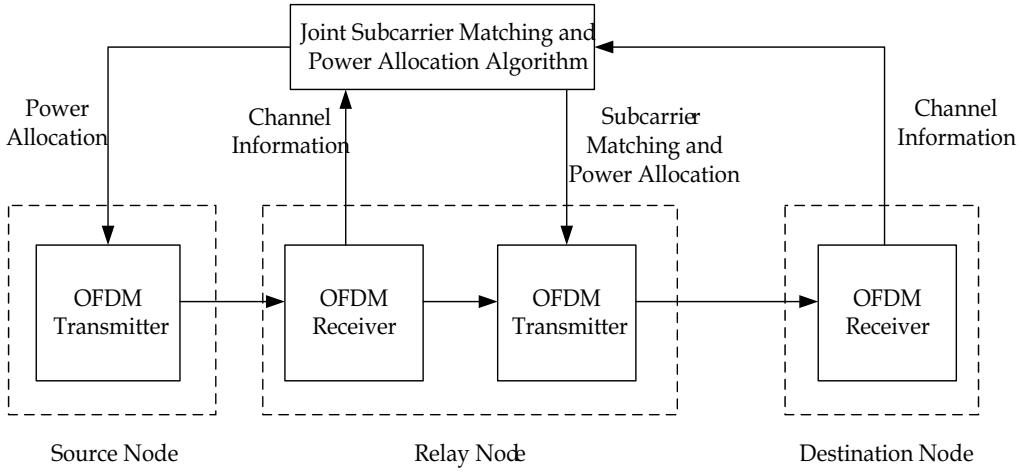 Joint Subcarrier Matching and
Power Allocation Algorithm
Power
Allocation
Channel
Information
Subcarrier
Matching and
Power Allocation
Channel
Information
OFDM
Transmitter
OFDM
Receiver
OFDM
Transmitter
OFDM
Receiver
Source Node
Relay Node
Destination Node